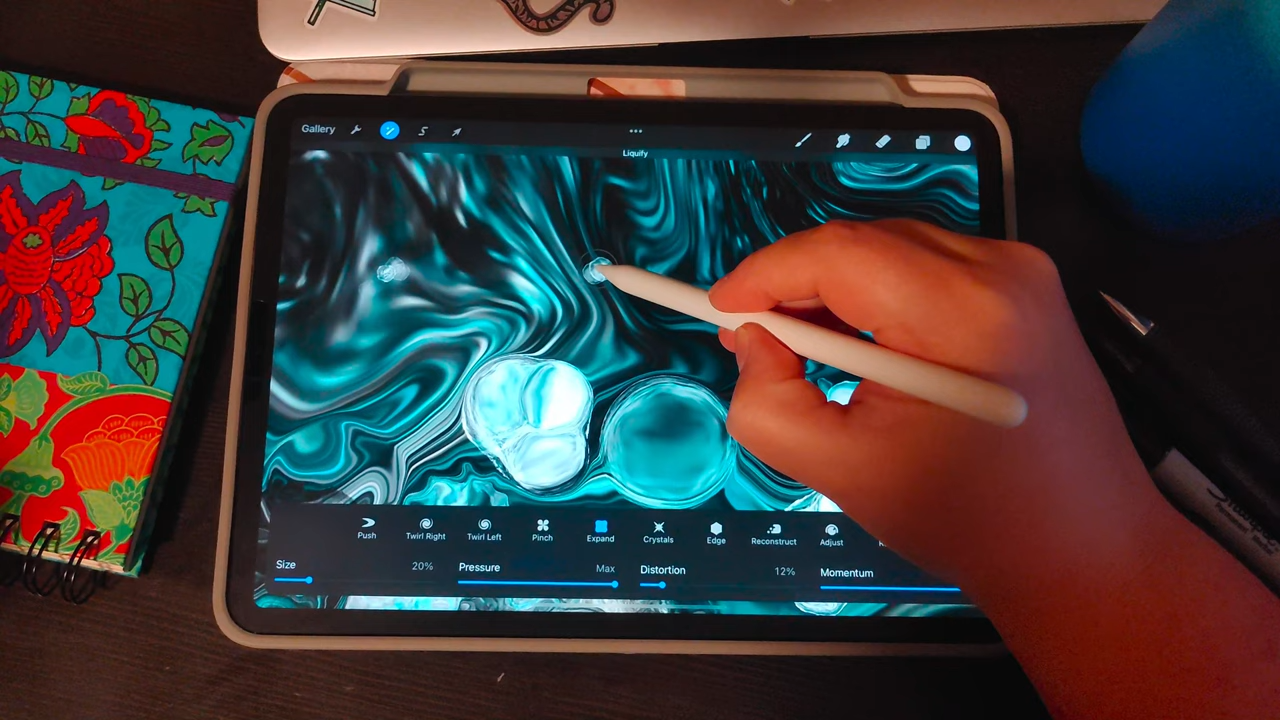 Gallery
Liquify
Push Twirl Right Twirl Left Pinch Expand Crystals Edge Reconstruct Adjust
Size 20% Pressure Max Distortion 12% Momentum